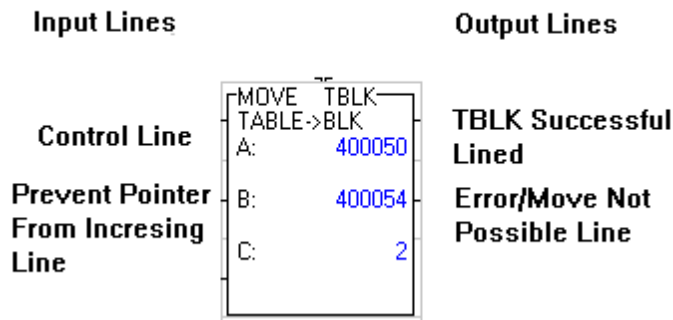 Input Lines
Output Lines
MOVE TBLK
TABLE->BLK
Control Line
A: 400050
TBLK Successful
Lined
Prevent Pointer
From Incresing
Line
B: 400054
Error/Move Not
Possible Line
C: 2